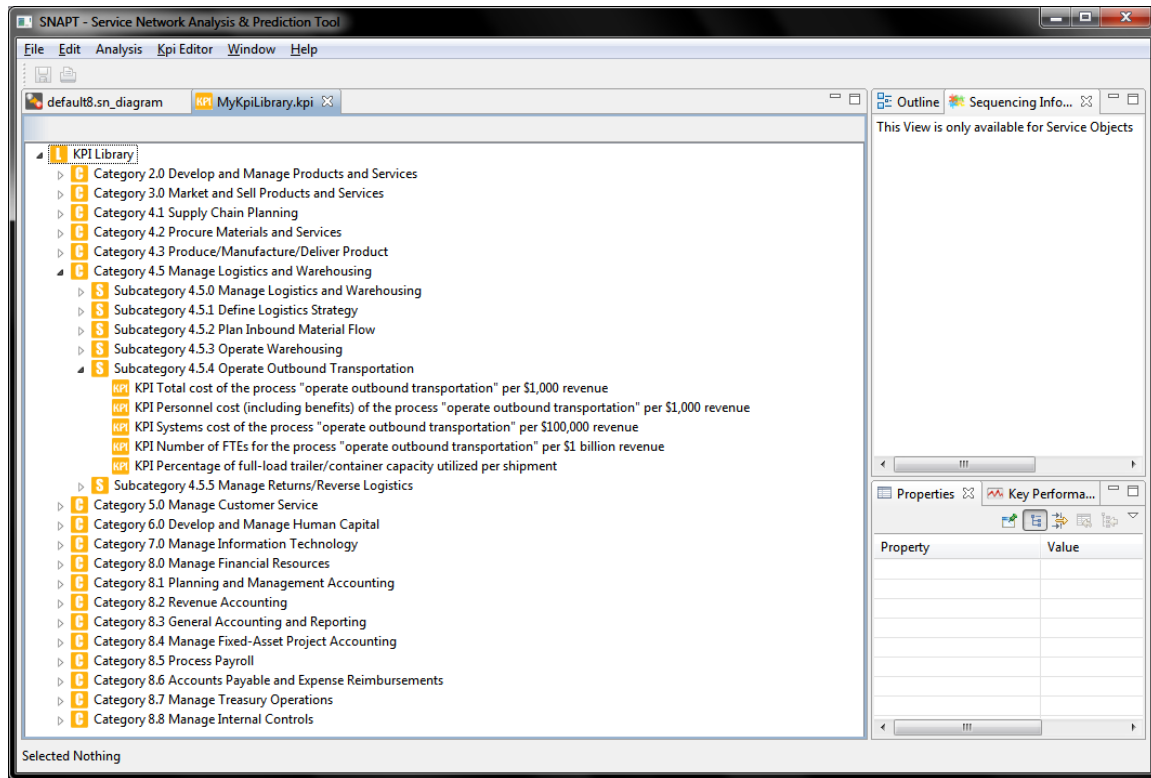 SNAPT - Service Network Analysis & Prediction Tool
File Edit Analysis Kpi Editor Window Help
default8.sn_diagram KPI MyKpiLibrary.kpi
Outline Sequencing Info...
This View is only available for Service Objects
L KPI Library
C Category 2.0 Develop and Manage Products and Services
C Category 3.0 Market and Sell Products and Services
C Category 4.1 Supply Chain Planning
C Category 4.2 Procure Materials and Services
C Category 4.3 Produce/Manufacture/Deliver Product
C Category 4.5 Manage Logistics and Warehousing
S Subcategory 4.5.0 Manage Logistics and Warehousing
S Subcategory 4.5.1 Define Logistics Strategy
S Subcategory 4.5.2 Plan Inbound Material Flow
S Subcategory 4.5.3 Operate Warehousing
S Subcategory 4.5.4 Operate Outbound Transportation
KPI KPI Total cost of the process "operate outbound transportation" per $1,000 revenue
KPI KPI Personnel cost (including benefits) of the process "operate outbound transportation" per $1,000 revenue
KPI KPI Systems cost of the process "operate outbound transportation" per $100,000 revenue
KPI KPI Number of FTEs for the process "operate outbound transportation" per $1 billion revenue
KPI KPI Percentage of full-load trailer/container capacity utilized per shipment
S Subcategory 4.5.5 Manage Returns/Reverse Logistics
C Category 5.0 Manage Customer Service
C Category 6.0 Develop and Manage Human Capital
C Category 7.0 Manage Information Technology
C Category 8.0 Manage Financial Resources
C Category 8.1 Planning and Management Accounting
C Category 8.2 Revenue Accounting
C Category 8.3 General Accounting and Reporting
C Category 8.4 Manage Fixed-Asset Project Accounting
C Category 8.5 Process Payroll
C Category 8.6 Accounts Payable and Expense Reimbursements
C Category 8.7 Manage Treasury Operations
C Category 8.8 Manage Internal Controls
Properties Key Performa...
Property Value
Selected Nothing